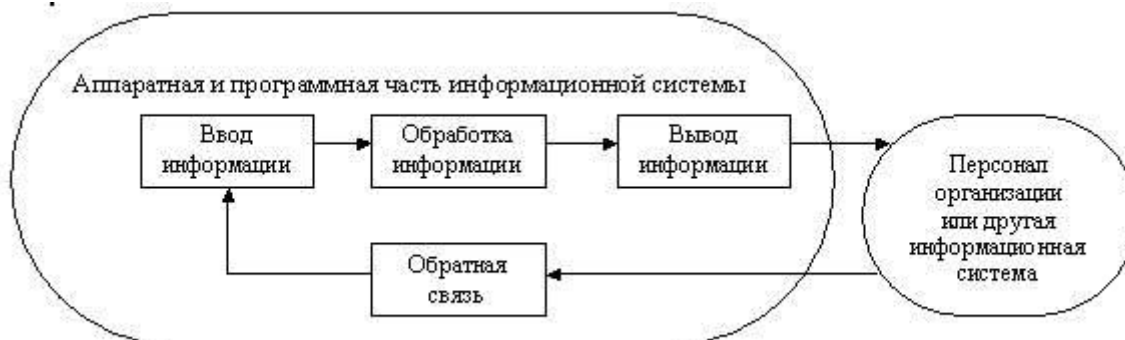 Аппаратная и программная часть информационной системы
Ввод
информации
Обработка
информации
Вывод
информации
Персонал
организации
или другая
информационная
система
Обратная
связь